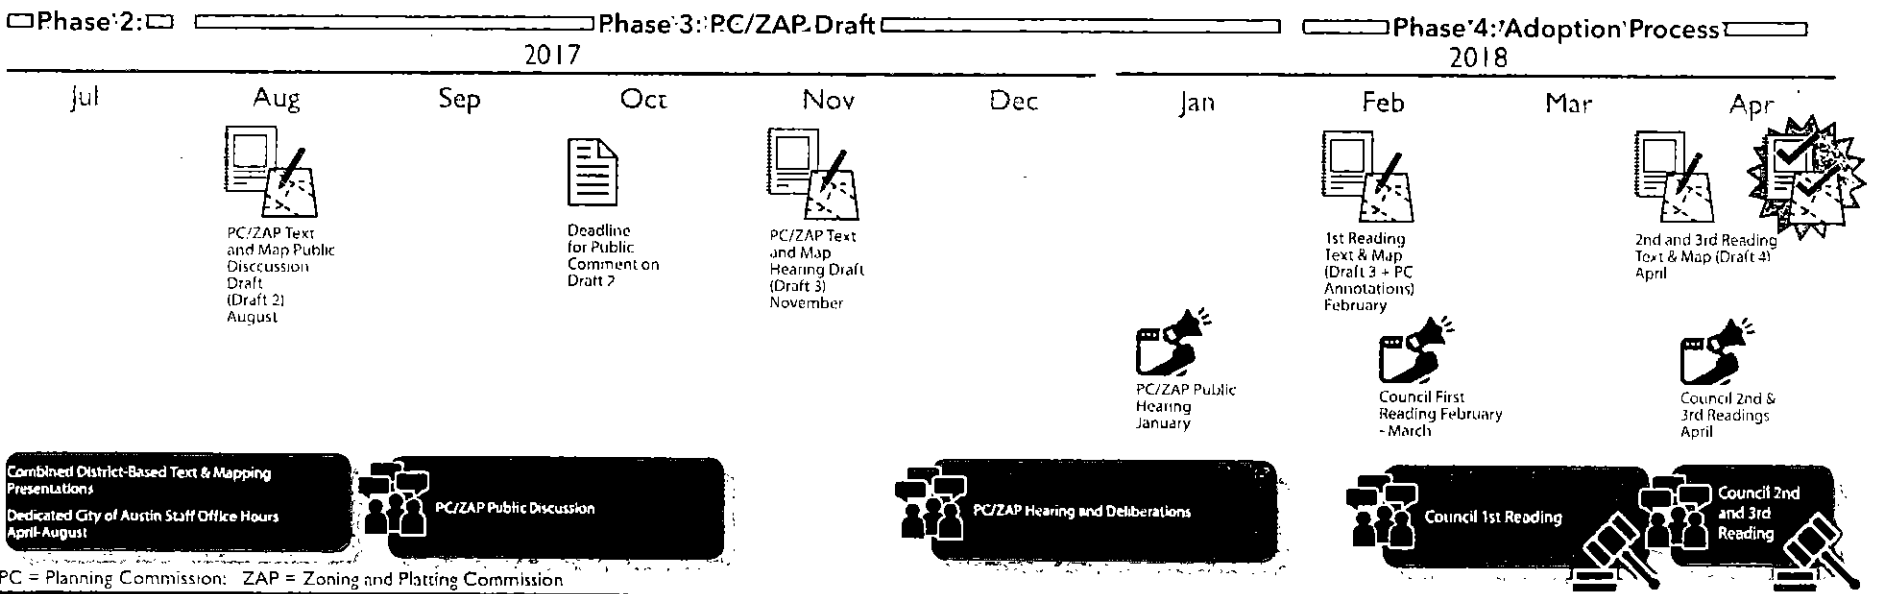 Phase 2: Phase 3: PC/ZAP Draft Phase 4: Adoption Process
2017 2018
Jul Aug Sep Oct Nov Dec Jan Feb Mar Apr
PC/ZAP Text
and Map Public
Disccussion
Draft
(Draft 2)
August
Deadline
for Public
Comment on
Draft 2
PC/ZAP Text
and Map
Hearing Draft
(Draft 3)
November
1st Reading
Text & Map
(Draft 3 + PC
Annotations)
February
2nd and 3rd Reading
Text & Map (Draft 4)
April
PC/ZAP Public
Hearing
January
Council First
Reading February
- March
Council 2nd &
3rd Readings
April
Combined District-Based Text & Mapping
Presentations
Dedicated City of Austin Staff Office Hours
April-August
PC/ZAP Public Discussion
PC/ZAP Hearing and Deliberations
Council 1st Reading
Council 2nd
and 3rd
Reading
PC = Planning Commission: ZAP = Zoning and Platting Commission